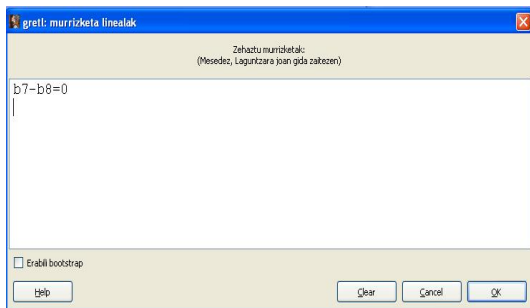 gretl: murrizketa linealak
Zehaztu murrizketak:
(Mesedez, Laguntzara joan gida zaitezen)
b7-b8=0
Erabili bootstrap
Help
Clear
Cancel
OK